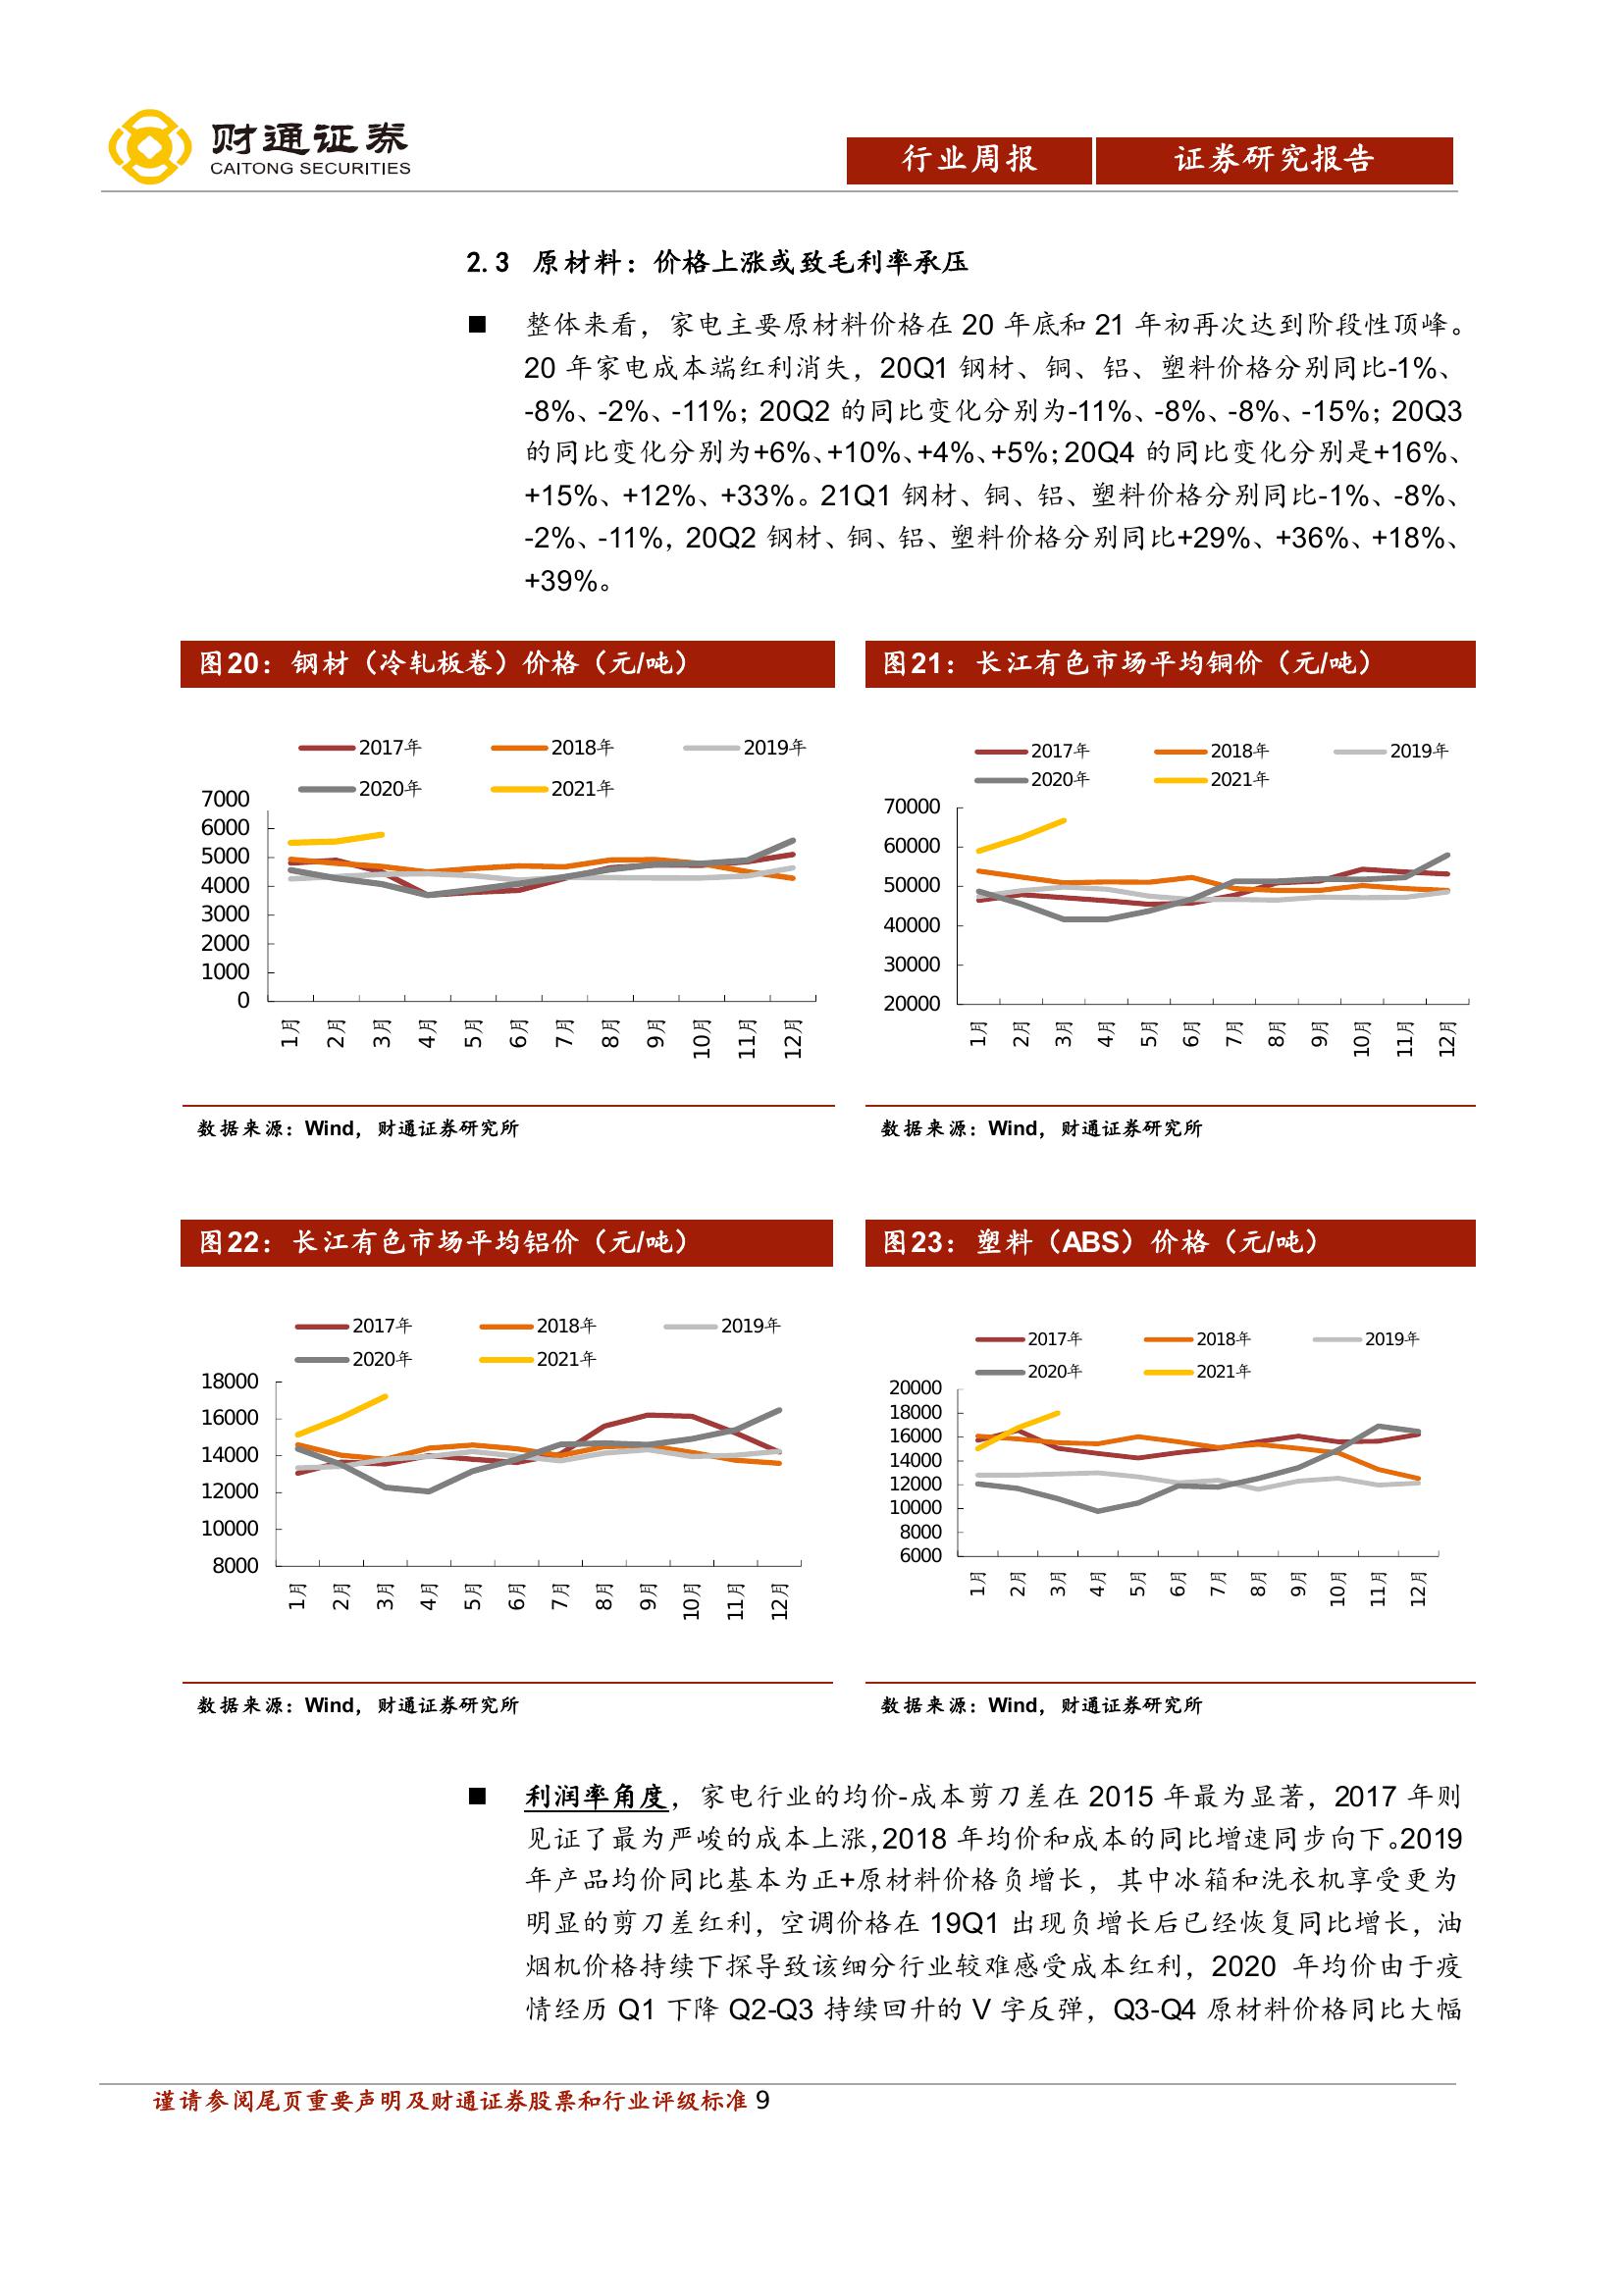 财通证券
CAITONG SECURITIES
行业周报
证券研究报告
2.3 原材料：价格上涨或致毛利率承压
■ 整体来看，家电主要原材料价格在 20 年底和 21 年初再次达到阶段性顶峰。
20 年家电成本端红利消失，20Q1 钢材、铜、铝、塑料价格分别同比-1%、
-8%、-2%、-11%；20Q2 的同比变化分别为-11%、-8%、-8%、-15%；20Q3
的同比变化分别为+6%、+10%、+4%、+5%；20Q4 的同比变化分别是+16%、
+15%、+12%、+33%。21Q1 钢材、铜、铝、塑料价格分别同比-1%、-8%、
-2%、-11%，20Q2 钢材、铜、铝、塑料价格分别同比+29%、+36%、+18%、
+39%。
图20：钢材（冷轧板卷）价格（元/吨）
2017年 2018年 2019年
2020年 2021年
7000
6000
5000
4000
3000
2000
1000
0
1月 2月 3月 4月 5月 6月 7月 8月 9月 10月 11月 12月
数据来源：Wind，财通证券研究所
图21：长江有色市场平均铜价（元/吨）
2017年 2018年 2019年
2020年 2021年
70000
60000
50000
40000
30000
20000
1月 2月 3月 4月 5月 6月 7月 8月 9月 10月 11月 12月
数据来源：Wind，财通证券研究所
图22：长江有色市场平均铝价（元/吨）
2017年 2018年 2019年
2020年 2021年
18000
16000
14000
12000
10000
8000
1月 2月 3月 4月 5月 6月 7月 8月 9月 10月 11月 12月
数据来源：Wind，财通证券研究所
图23：塑料（ABS）价格（元/吨）
2017年 2018年 2019年
2020年 2021年
20000
18000
16000
14000
12000
10000
8000
6000
1月 2月 3月 4月 5月 6月 7月 8月 9月 10月 11月 12月
数据来源：Wind，财通证券研究所
■ 利润率角度，家电行业的均价-成本剪刀差在 2015 年最为显著，2017 年则
见证了最为严峻的成本上涨，2018 年均价和成本的同比增速同步向下。2019
年产品均价同比基本为正+原材料价格负增长，其中冰箱和洗衣机享受更为
明显的剪刀差红利，空调价格在 19Q1 出现负增长后已经恢复同比增长，油
烟机价格持续下探导致该细分行业较难感受成本红利，2020 年均价由于疫
情经历 Q1 下降 Q2-Q3 持续回升的 V 字反弹，Q3-Q4 原材料价格同比大幅
谨请参阅尾页重要声明及财通证券股票和行业评级标准 9